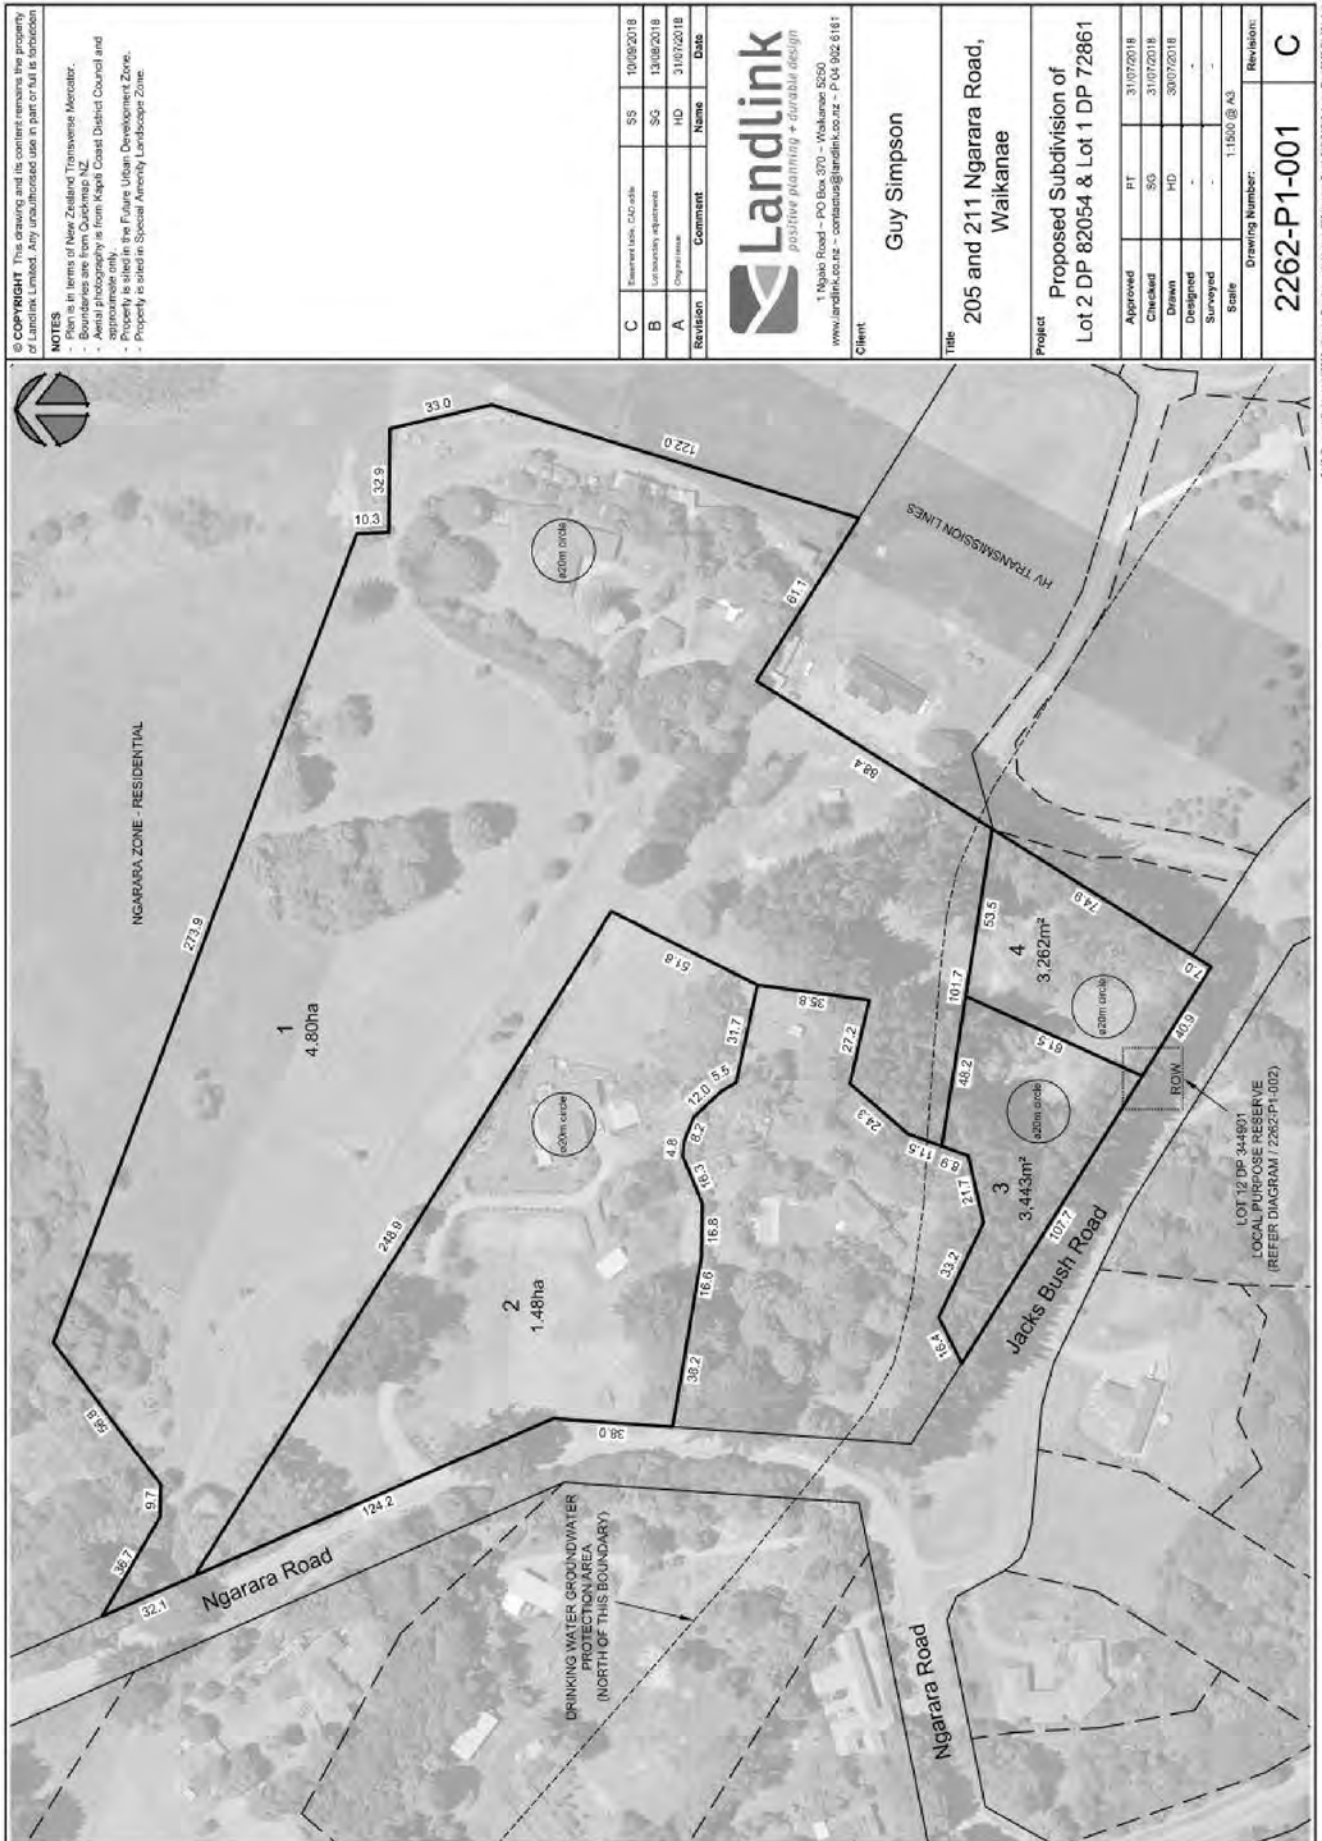 © COPYRIGHT This drawing and its content remains the property
of Landlink Limited. Any unauthorised use in part or full is forbidden
NOTES
- Plan is in terms of New Zealand Transverse Mercator.
- Boundaries are from Quickmap NZ.
- Aerial photography is from Kapiti Coast District Council and
approximate only.
- Property is sited in the Future Urban Development Zone.
- Property is sited in Special Amenity Landscape Zone.
C Easement table, CAD edits SS 10/09/2018
B Lot boundary adjustments SG 13/08/2018
A Original issue HD 31/07/2018
Revision Comment Name Date
Landlink
positive planning + durable design
1 Ngaio Road – PO Box 370 – Waikanae 5250
www.landlink.co.nz – contactus@landlink.co.nz – P 04 902 6161
Client
Guy Simpson
Title
205 and 211 Ngarara Road,
Waikanae
Project
Proposed Subdivision of
Lot 2 DP 82054 & Lot 1 DP 72861
Approved PT 31/07/2018
Checked SG 31/07/2018
Drawn HD 30/07/2018
Designed - -
Surveyed - -
Scale 1:1500 @ A3
Drawing Number: Revision:
2262-P1-001 C
NGARARA ZONE - RESIDENTIAL
273.9
10.3
32.9
33.0
122.0
61.1
88.4
ø20m circle
HV TRANSMISSION LINES
1
4.80ha
56.8
9.7
36.7
32.1
248.9
51.8
Ngarara Road
124.2
38.0
2
1.48ha
ø20m circle
38.2
16.6
16.8
16.3
4.8
8.2
12.0
5.5
31.7
35.8
27.2
24.3
11.5
8.9
21.7
33.2
16.4
48.2
101.7
53.5
61.5
74.9
7.0
40.9
107.7
3
3,443m²
ø20m circle
4
3,262m²
ø20m circle
ROW
Jacks Bush Road
LOT 12 DP 344901
LOCAL PURPOSE RESERVE
(REFER DIAGRAM / 2262-P1-002)
DRINKING WATER GROUNDWATER
PROTECTION AREA
(NORTH OF THIS BOUNDARY)
Ngarara Road